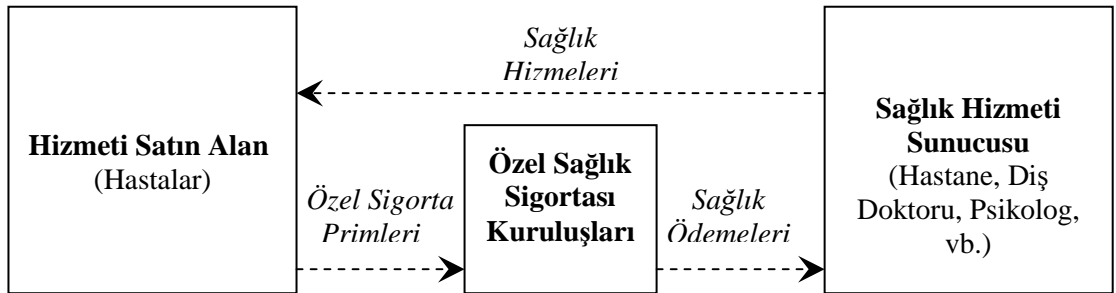 Sağlık
Hizmeleri
Hizmeti Satın Alan
(Hastalar)
Özel Sigorta
Primleri
Özel Sağlık
Sigortası
Kuruluşları
Sağlık
Ödemeleri
Sağlık Hizmeti
Sunucusu
(Hastane, Diş
Doktoru, Psikolog,
vb.)